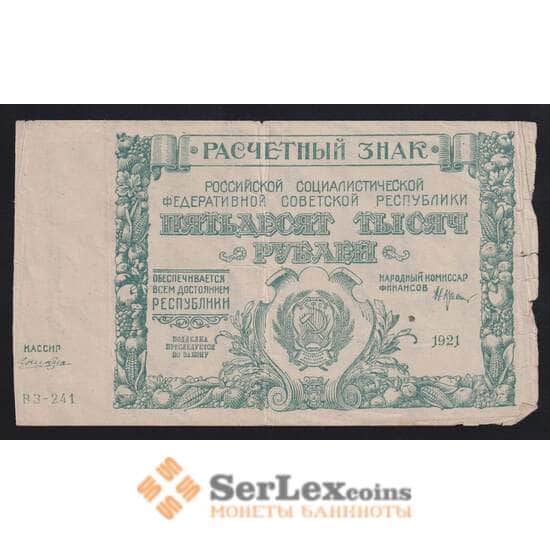 РАСЧЕТНЫЙ ЗНАК
РОССИЙСКОЙ СОЦИАЛИСТИЧЕСКОЙ
ФЕДЕРАТИВНОЙ СОВЕТСКОЙ РЕСПУБЛИКИ
ПЯТЬДЕСЯТ ТЫСЯЧ
РУБЛЕЙ
ОБЕСПЕЧИВАЕТСЯ
ВСЕМ ДОСТОЯНИЕМ
РЕСПУБЛИКИ
НАРОДНЫЙ КОМИССАР
ФИНАНСОВ
ПОДДЕЛКА
ПРЕСЛЕДУЕТСЯ
ПО ЗАКОНУ
1921
КАССИР
ВЗ-241
SerLexcoins
МОНЕТЫ БАНКНОТЫ